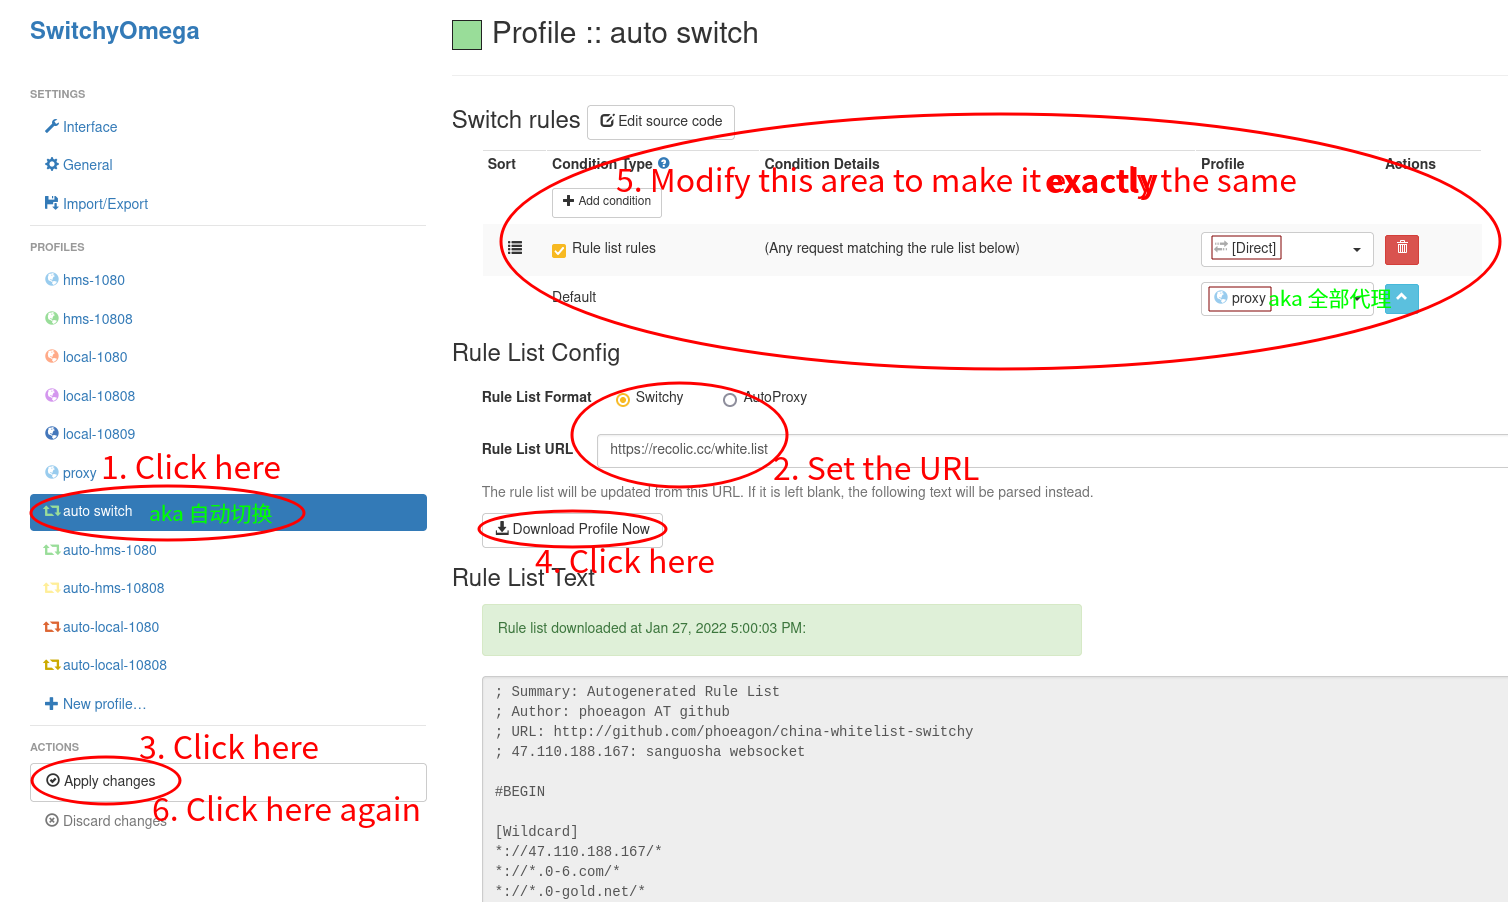 SwitchyOmega
SETTINGS
Interface
General
Import/Export
PROFILES
hms-1080
hms-10808
local-1080
local-10808
local-10809
proxy
1. Click here
auto switch
aka 自动切换
auto-hms-1080
auto-hms-10808
auto-local-1080
auto-local-10808
New profile…
ACTIONS
3. Click here
Apply changes
6. Click here again
Discard changes
Profile :: auto switch
Switch rules
Edit source code
Sort Condition Type Condition Details Profile Actions
5. Modify this area to make it exactly the same
Add condition
Rule list rules (Any request matching the rule list below) [Direct]
Default proxy aka 全部代理
Rule List Config
Rule List Format Switchy AutoProxy
Rule List URL https://recolic.cc/white.list
2. Set the URL
The rule list will be updated from this URL. If it is left blank, the following text will be parsed instead.
Download Profile Now
4. Click here
Rule List Text
Rule list downloaded at Jan 27, 2022 5:00:03 PM:
; Summary: Autogenerated Rule List
; Author: phoeagon AT github
; URL: http://github.com/phoeagon/china-whitelist-switchy
; 47.110.188.167: sanguosha websocket
#BEGIN
[Wildcard]
*://47.110.188.167/*
*://*.0-6.com/*
*://*.0-gold.net/*